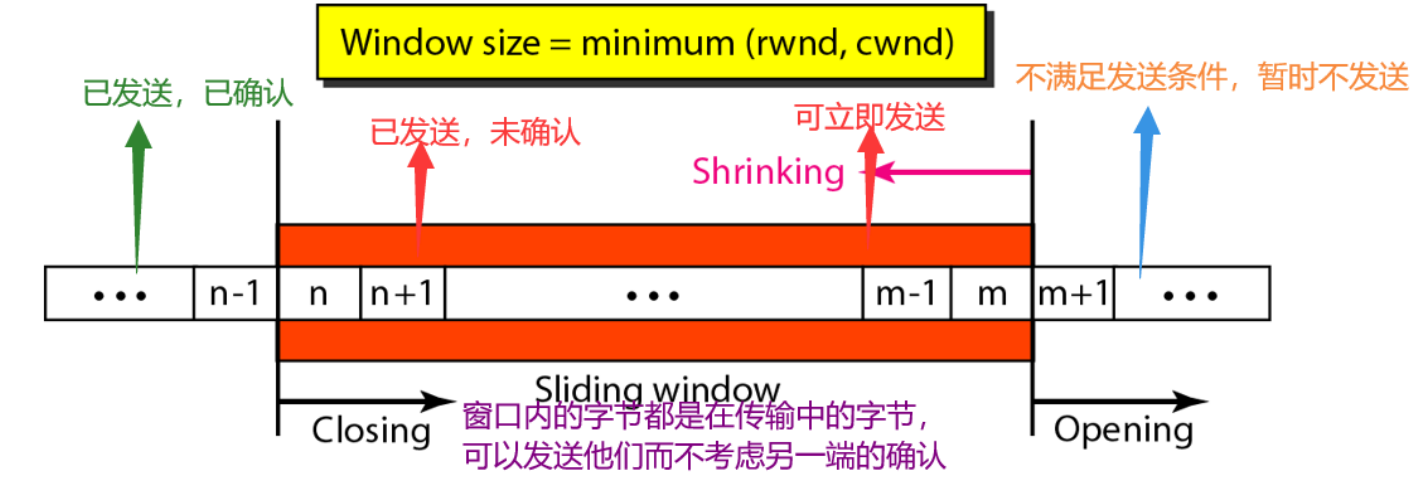 Window size = minimum (rwnd, cwnd)
已发送，已确认
已发送，未确认
可立即发送
不满足发送条件，暂时不发送
Shrinking
••• n-1 n n+1 ••• m-1 m m+1 •••
Sliding window
Closing
窗口内的字节都是在传输中的字节，
可以发送他们而不考虑另一端的确认
Opening